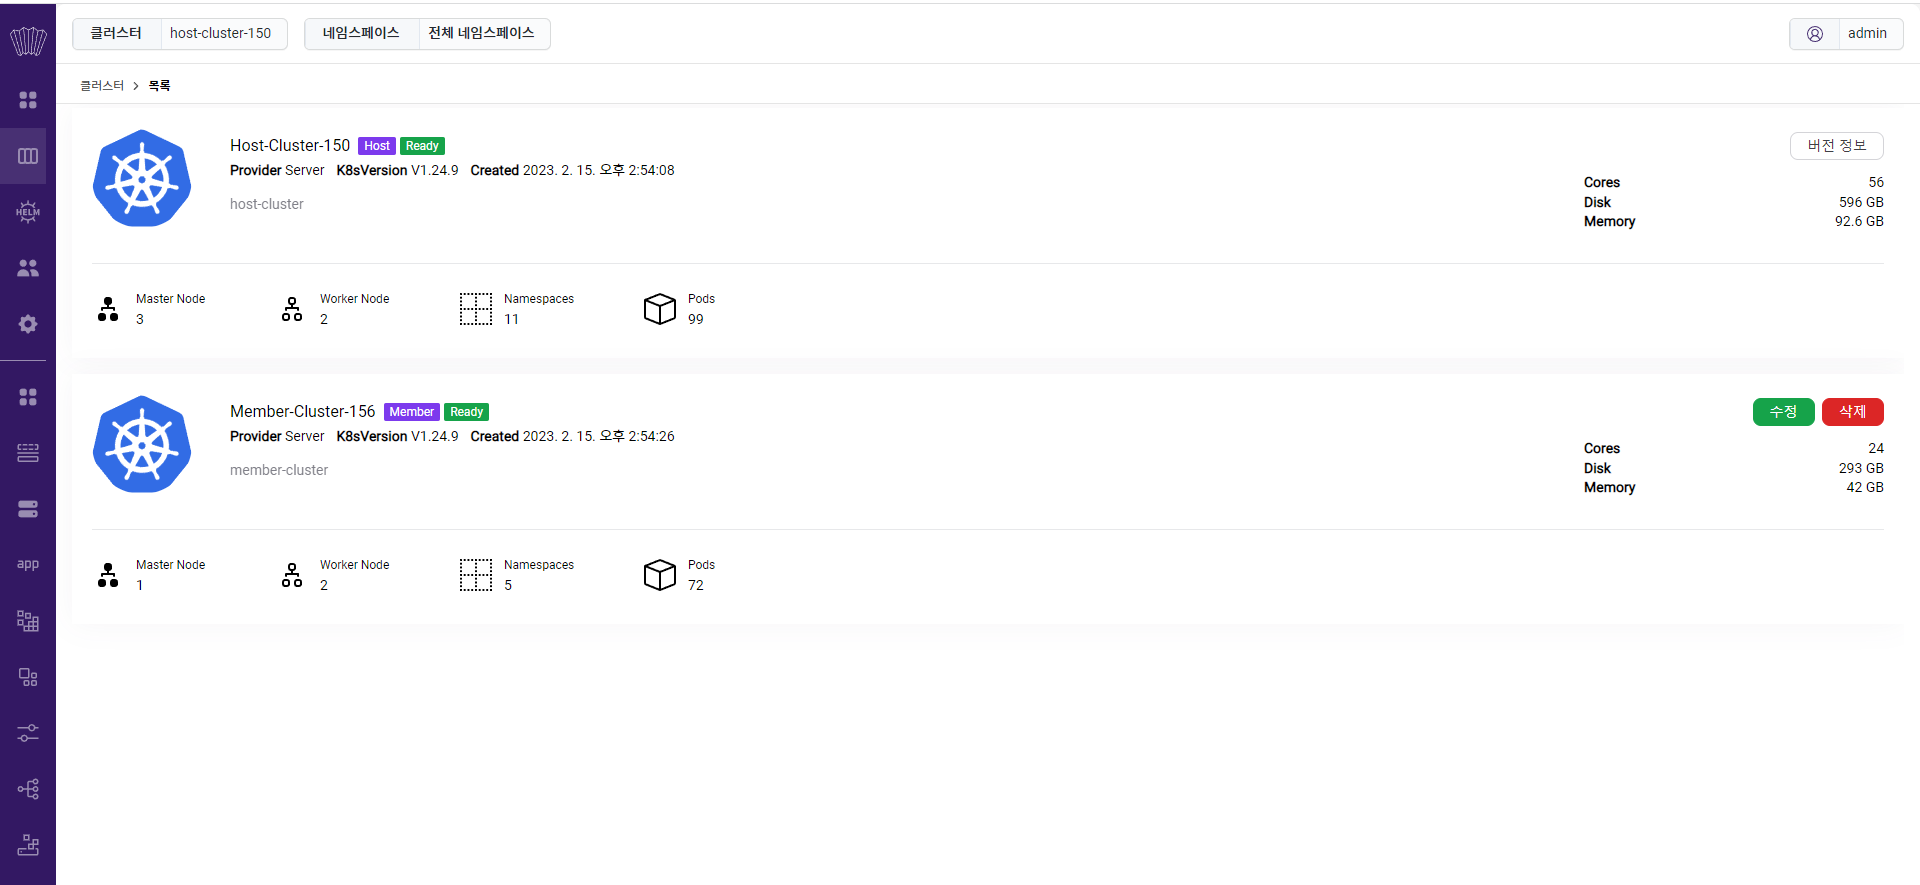 클러스터 host-cluster-150 네임스페이스 전체 네임스페이스 admin
클러스터 > 목록
HELM
app
Host-Cluster-150 Host Ready 버전 정보
Provider Server K8sVersion V1.24.9 Created 2023. 2. 15. 오후 2:54:08
host-cluster
Cores 56
Disk 596 GB
Memory 92.6 GB
Master Node 3
Worker Node 2
Namespaces 11
Pods 99
Member-Cluster-156 Member Ready 수정 삭제
Provider Server K8sVersion V1.24.9 Created 2023. 2. 15. 오후 2:54:26
member-cluster
Cores 24
Disk 293 GB
Memory 42 GB
Master Node 1
Worker Node 2
Namespaces 5
Pods 72